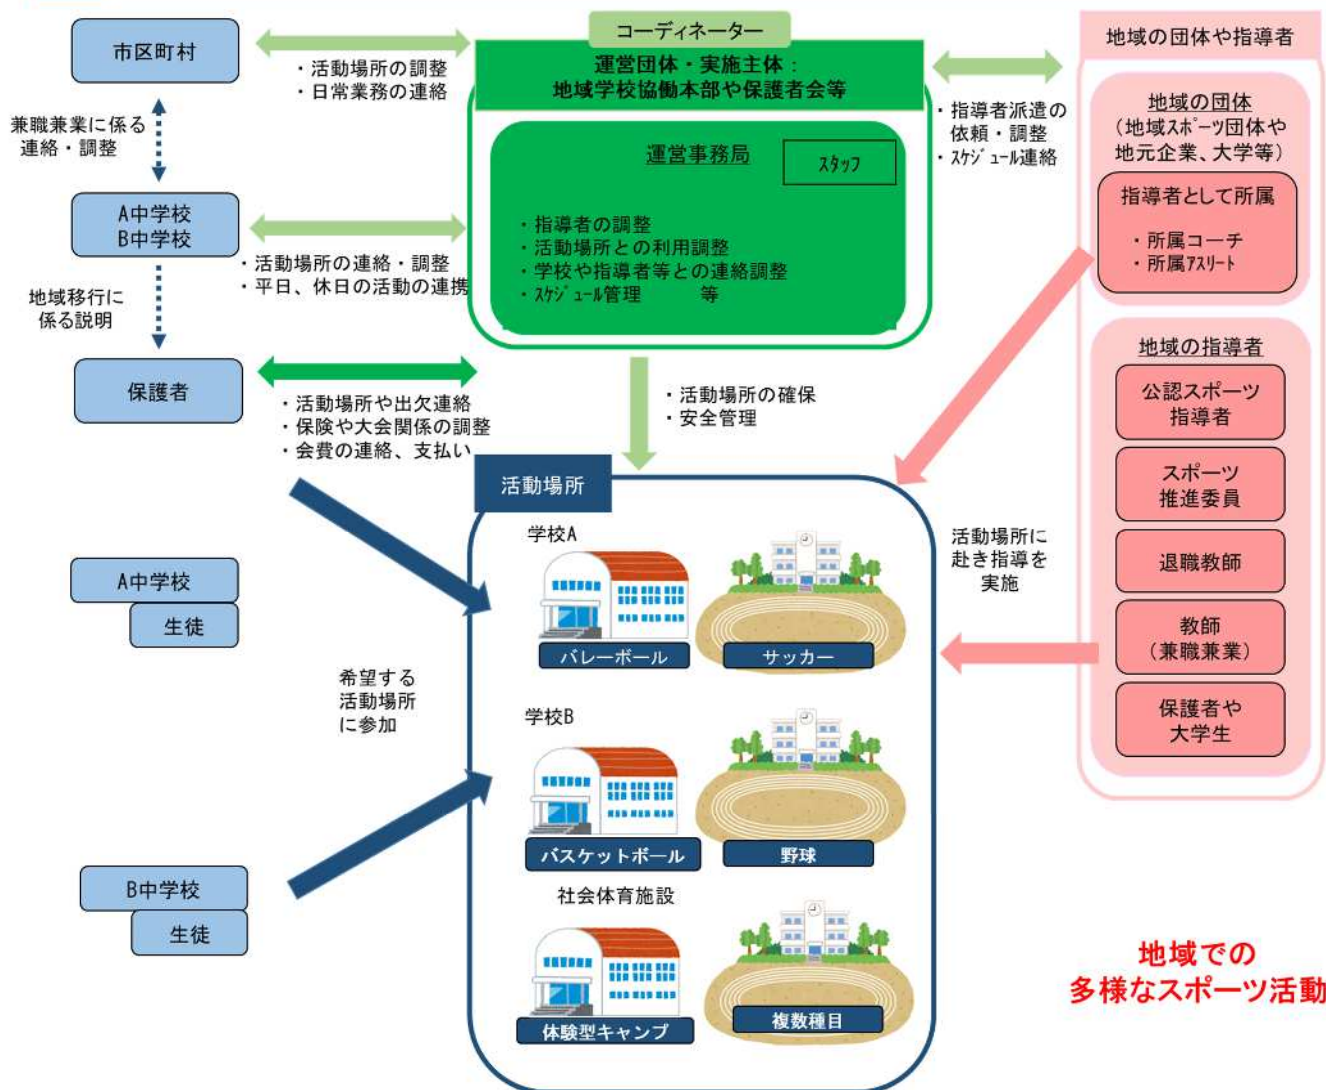 市区町村
・活動場所の調整
・日常業務の連絡
兼職兼業に係る
連絡・調整
A中学校
B中学校
・活動場所の連絡・調整
・平日、休日の活動の連携
地域移行に
係る説明
保護者
・活動場所や出欠連絡
・保険や大会関係の調整
・会費の連絡、支払い
コーディネーター
運営団体・実施主体：
地域学校協働本部や保護者会等
運営事務局
スタッフ
・指導者の調整
・活動場所との利用調整
・学校や指導者等との連絡調整
・スケジュール管理　　等
・活動場所の確保
・安全管理
・指導者派遣の
依頼・調整
・スケジュール連絡
地域の団体や指導者
地域の団体
（地域スポーツ団体や
地元企業、大学等）
指導者として所属
・所属コーチ
・所属アスリート
地域の指導者
公認スポーツ
指導者
スポーツ
推進委員
退職教師
教師
（兼職兼業）
保護者や
大学生
活動場所に
赴き指導を
実施
A中学校
生徒
希望する
活動場所
に参加
B中学校
生徒
活動場所
学校A
バレーボール
サッカー
学校B
バスケットボール
野球
社会体育施設
体験型キャンプ
複数種目
地域での
多様なスポーツ活動